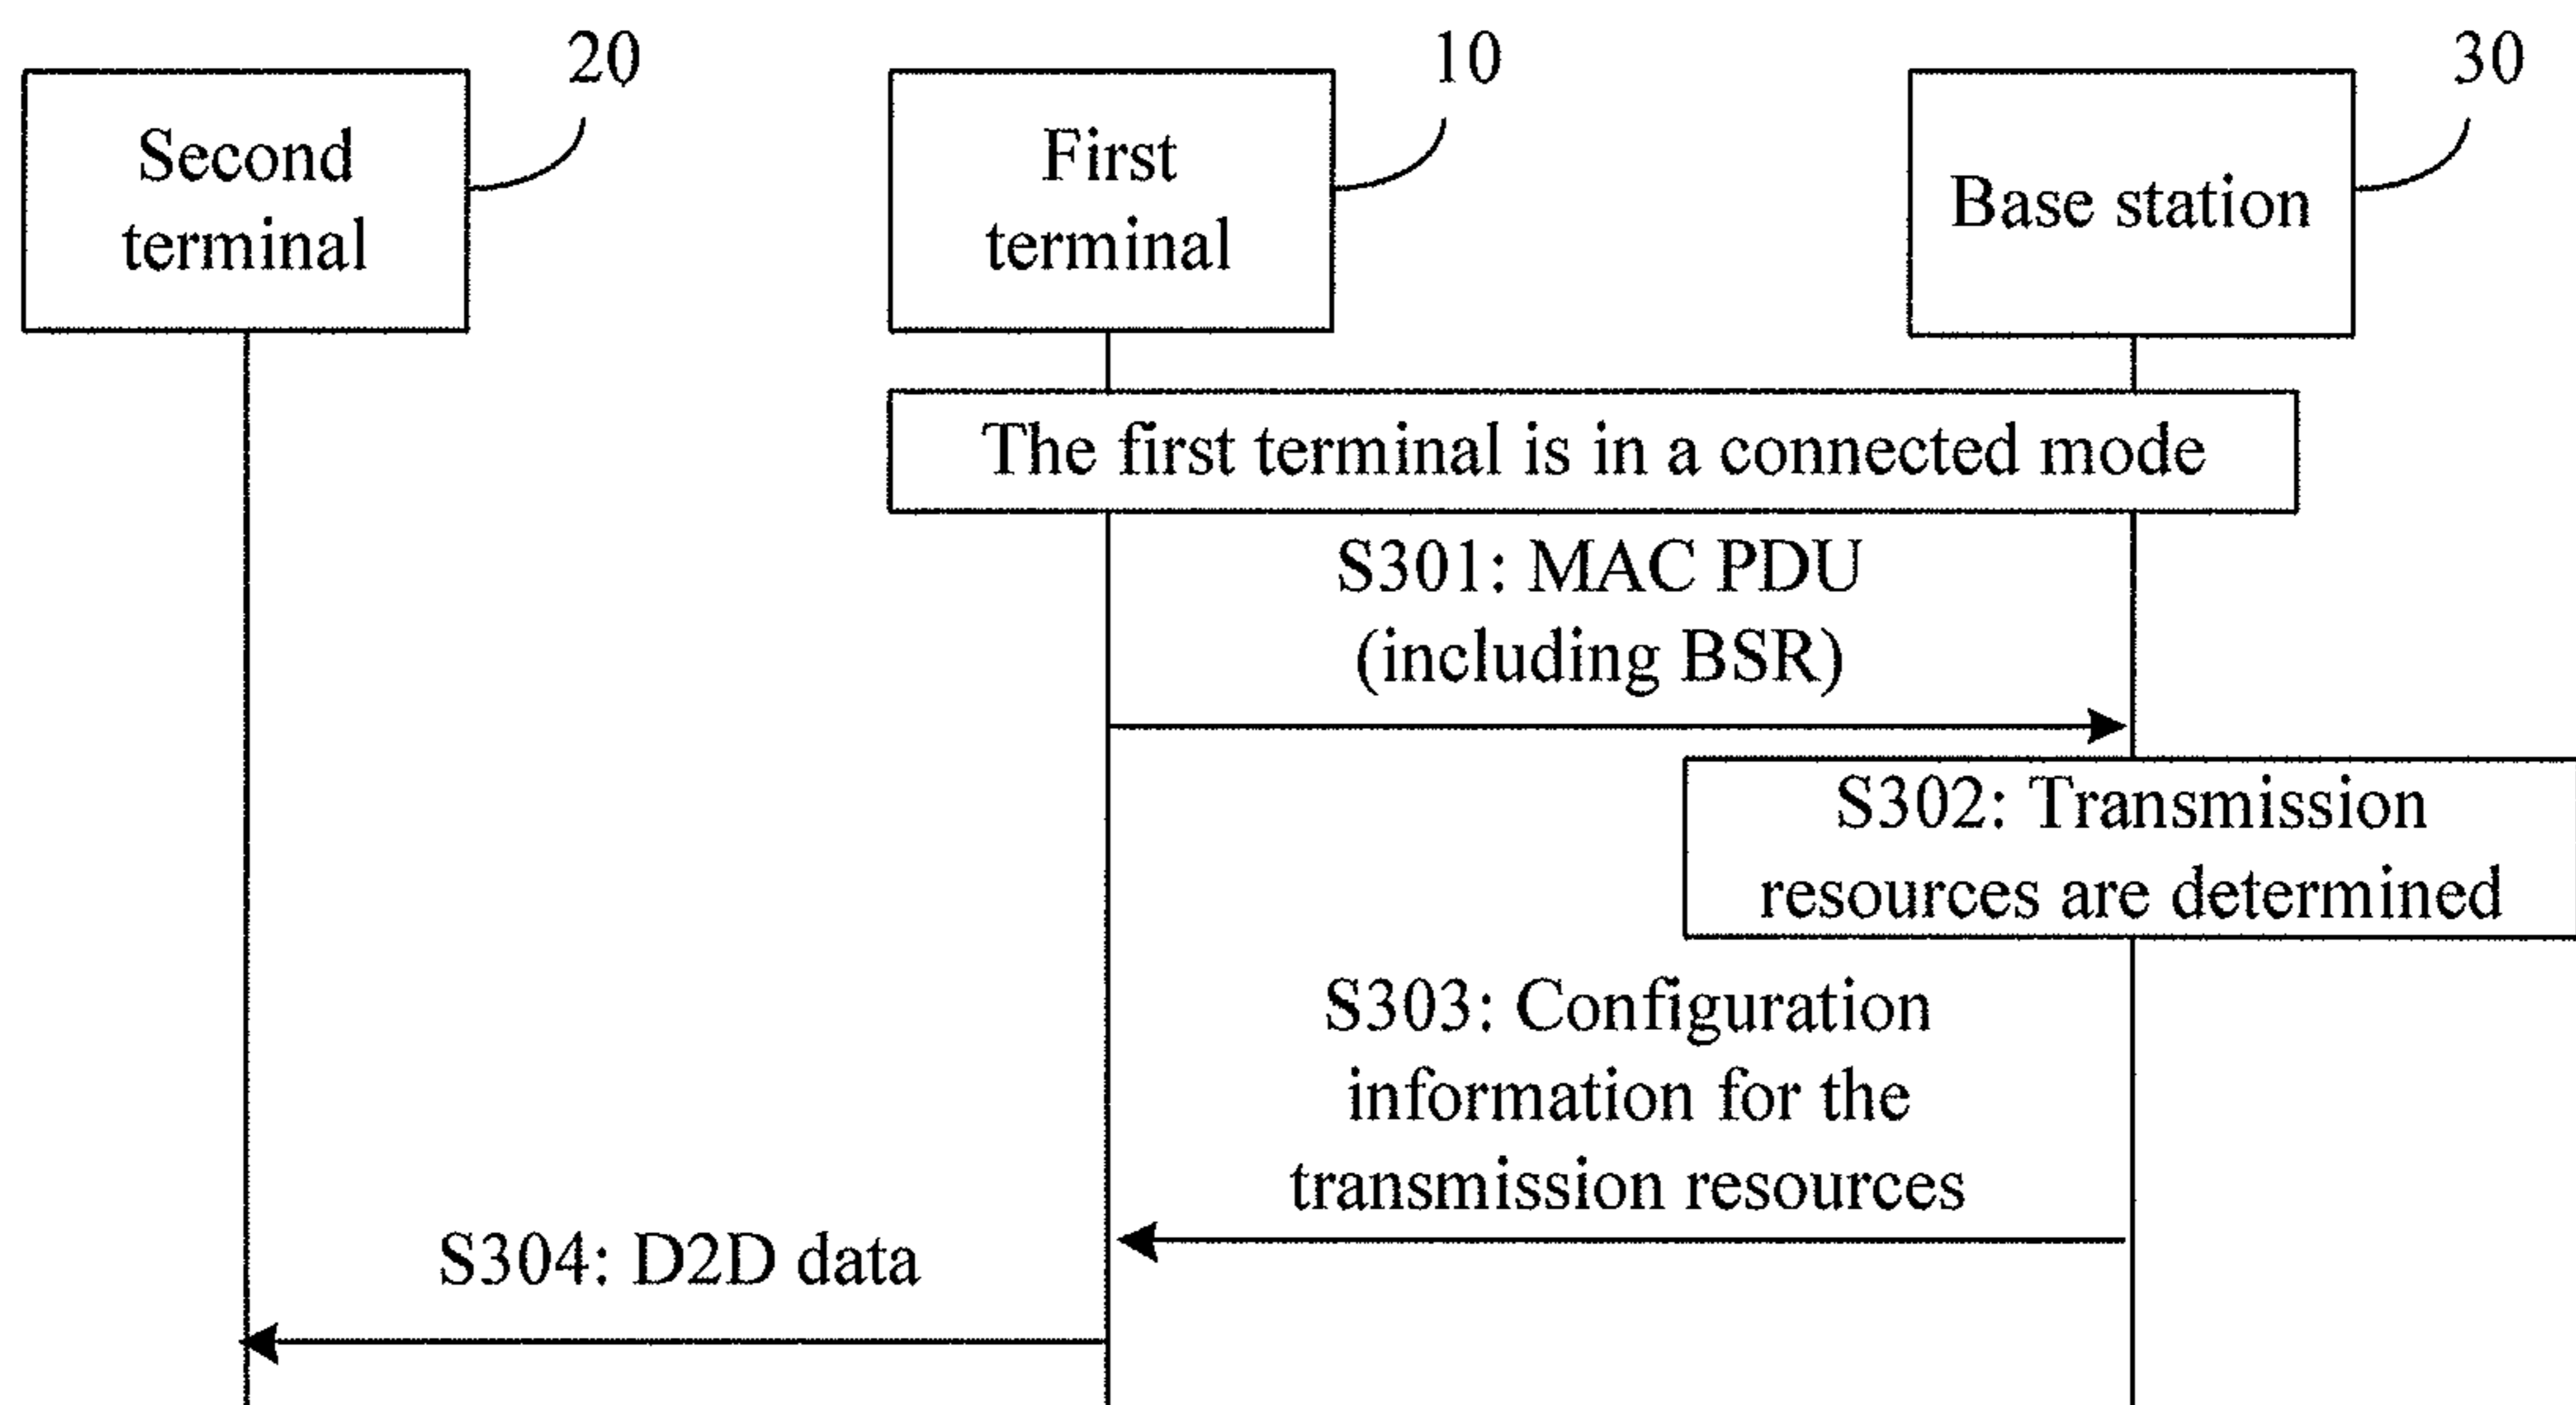 20
10
30
Second
terminal
First
terminal
Base station
The first terminal is in a connected mode
S301: MAC PDU
(including BSR)
S302: Transmission
resources are determined
S303: Configuration
information for the
transmission resources
S304: D2D data